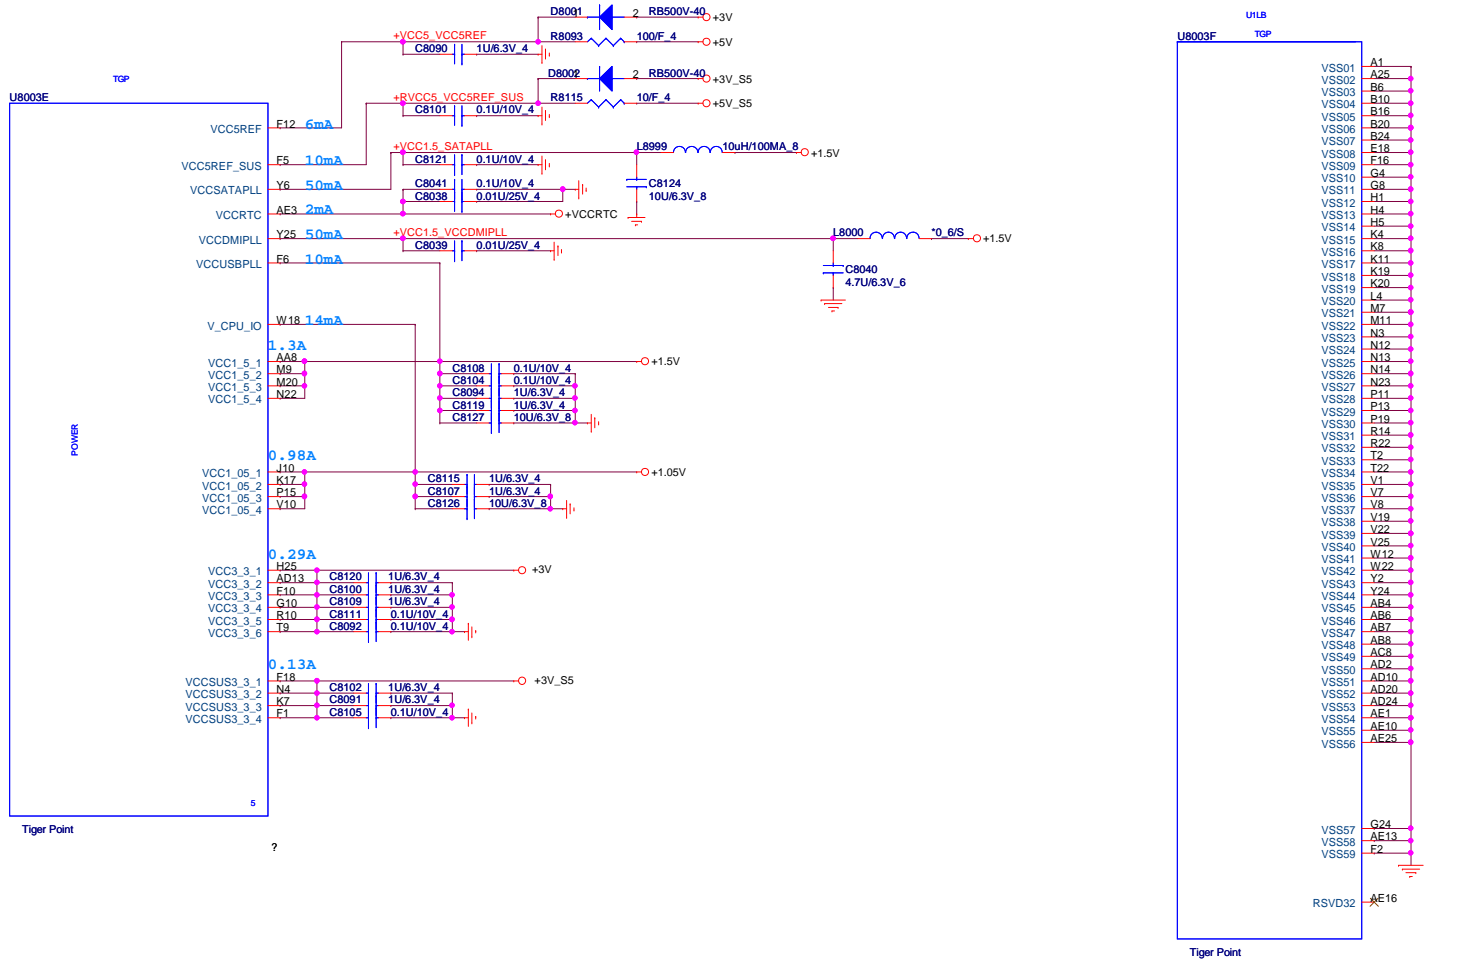 D8001 2 RB500V-40 +3V
+VCC5_VCC5REF R8093 100/F_4 +5V
C8090 1U/6.3V_4
D8002 2 RB500V-40 +3V_S5
+RVCC5_VCC5REF_SUS R8115 10/F_4 +5V_S5
C8101 0.1U/10V_4
TGP
U8003E
VCC5REF F12 6mA
+VCC1.5_SATAPLL L8999 10uH/100MA_8 +1.5V
VCC5REF_SUS F5 10mA C8121 0.1U/10V_4
VCCSATAPLL Y6 50mA C8041 0.1U/10V_4 C8124
C8038 0.01U/25V_4 10U/6.3V_8
VCCRTC AE3 2mA +VCCRTC
+VCC1.5_VCCDMIPLL L8000 *0_6/S +1.5V
VCCDMIPLL Y25 50mA C8039 0.01U/25V_4
VCCUSBPLL F6 10mA C8040
4.7U/6.3V_6
V_CPU_IO W18 14mA
1.3A
VCC1_5_1 AA8 +1.5V
VCC1_5_2 M9 C8108 0.1U/10V_4
VCC1_5_3 M20 C8104 0.1U/10V_4
VCC1_5_4 N22 C8094 1U/6.3V_4
C8119 1U/6.3V_4
C8127 10U/6.3V_8
POWER
0.98A
VCC1_05_1 J10 +1.05V
VCC1_05_2 K17 C8115 1U/6.3V_4
VCC1_05_3 P15 C8107 1U/6.3V_4
VCC1_05_4 V10 C8126 10U/6.3V_8
0.29A
VCC3_3_1 H25 +3V
VCC3_3_2 AD13 C8120 1U/6.3V_4
VCC3_3_3 F10 C8100 1U/6.3V_4
VCC3_3_4 G10 C8109 1U/6.3V_4
VCC3_3_5 R10 C8111 0.1U/10V_4
VCC3_3_6 T9 C8092 0.1U/10V_4
0.13A
VCCSUS3_3_1 F18 +3V_S5
VCCSUS3_3_2 N4 C8102 1U/6.3V_4
VCCSUS3_3_3 K7 C8091 1U/6.3V_4
VCCSUS3_3_4 F1 C8105 0.1U/10V_4
5
Tiger Point
?
U1LB
TGP
U8003F
VSS01 A1
VSS02 A25
VSS03 B6
VSS04 B10
VSS05 B16
VSS06 B20
VSS07 B24
VSS08 E18
VSS09 F16
VSS10 G4
VSS11 G8
VSS12 H1
VSS13 H4
VSS14 H5
VSS15 K4
VSS16 K8
VSS17 K11
VSS18 K19
VSS19 K20
VSS20 L4
VSS21 M7
VSS22 M11
VSS23 N3
VSS24 N12
VSS25 N13
VSS26 N14
VSS27 N23
VSS28 P11
VSS29 P13
VSS30 P19
VSS31 R14
VSS32 R22
VSS33 T2
VSS34 T22
VSS35 V1
VSS36 V7
VSS37 V8
VSS38 V19
VSS39 V22
VSS40 V25
VSS41 W12
VSS42 W22
VSS43 Y2
VSS44 Y24
VSS45 AB4
VSS46 AB6
VSS47 AB7
VSS48 AB8
VSS49 AC8
VSS50 AD2
VSS51 AD10
VSS52 AD20
VSS53 AD24
VSS54 AE1
VSS55 AE10
VSS56 AE25
VSS57 G24
VSS58 AE13
VSS59 F2
RSVD32 AE16
Tiger Point